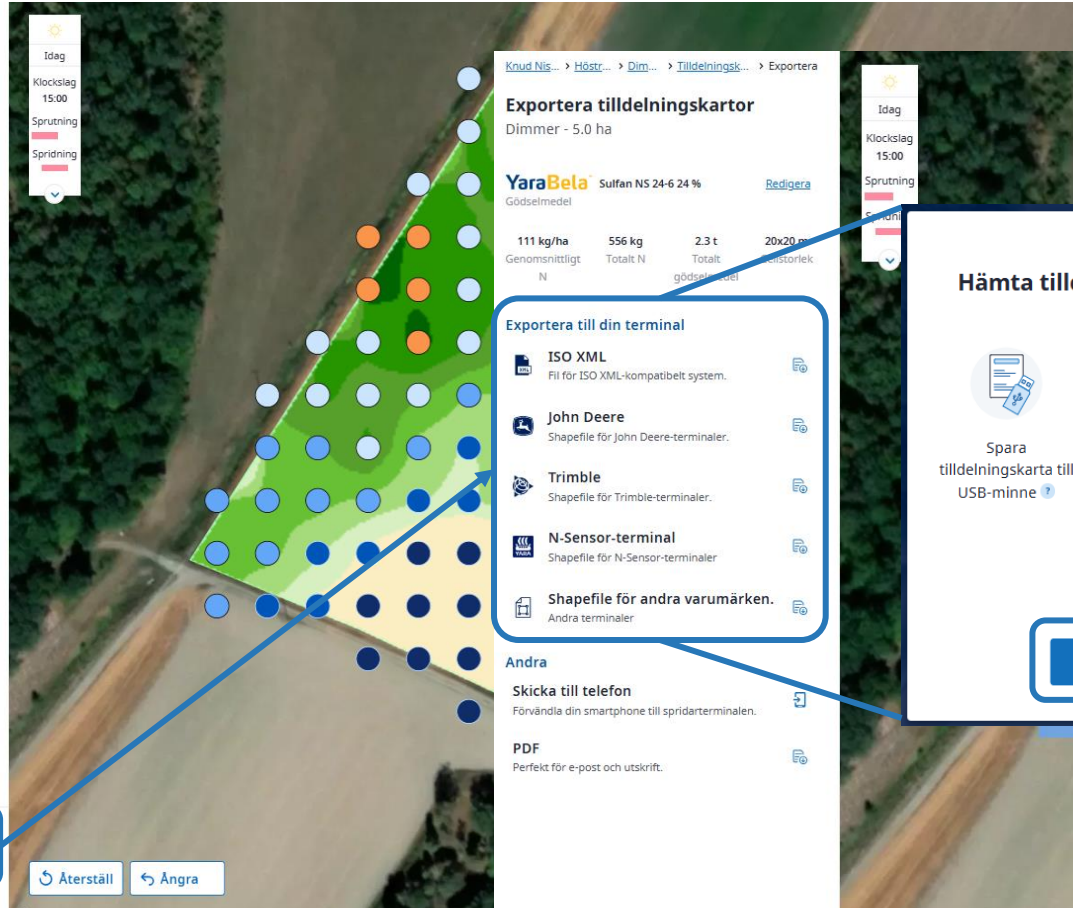 Idag
Klockslag
15:00
Sprutning
Spridning
Återställ
Ångra
Knud Nis... > Höstr... > Dim... > Tilldelningsk... > Exportera
Exportera tilldelningskartor
Dimmer - 5.0 ha
YaraBela Sulfan NS 24-6 24 % Redigera
Gödselmedel
111 kg/ha 556 kg 2.3 t 20x20 m
Genomsnittligt Totalt N Totalt Cellstorlek
N gödselmedel
Exportera till din terminal
ISO XML
Fil för ISO XML-kompatibelt system.
John Deere
Shapefile för John Deere-terminaler.
Trimble
Shapefile för Trimble-terminaler.
N-Sensor-terminal
Shapefile för N-Sensor-terminaler
Shapefile för andra varumärken.
Andra terminaler
Andra
Skicka till telefon
Förvändla din smartphone till spridarterminalen.
PDF
Perfekt för e-post och utskrift.
Idag
Klockslag
15:00
Sprutning
Hämta till
Spara
tilldelningskarta till
USB-minne ?